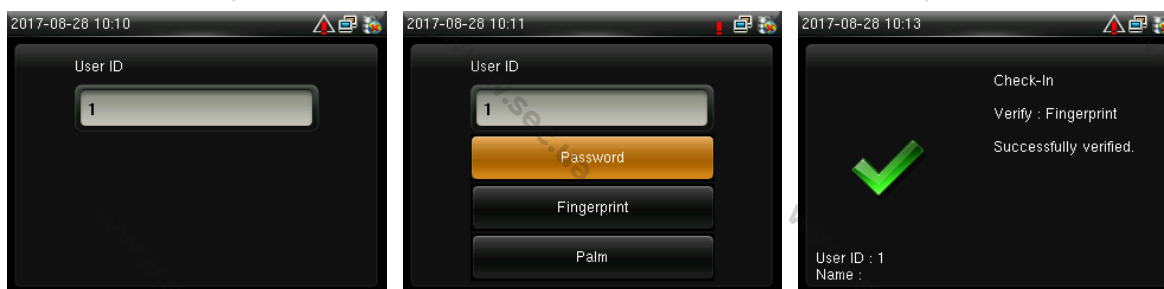 2017-08-28 10:10
User ID
1
2017-08-28 10:11
User ID
1
Password
Fingerprint
Palm
2017-08-28 10:13
Check-In
Verify : Fingerprint
Successfully verified.
User ID : 1
Name :